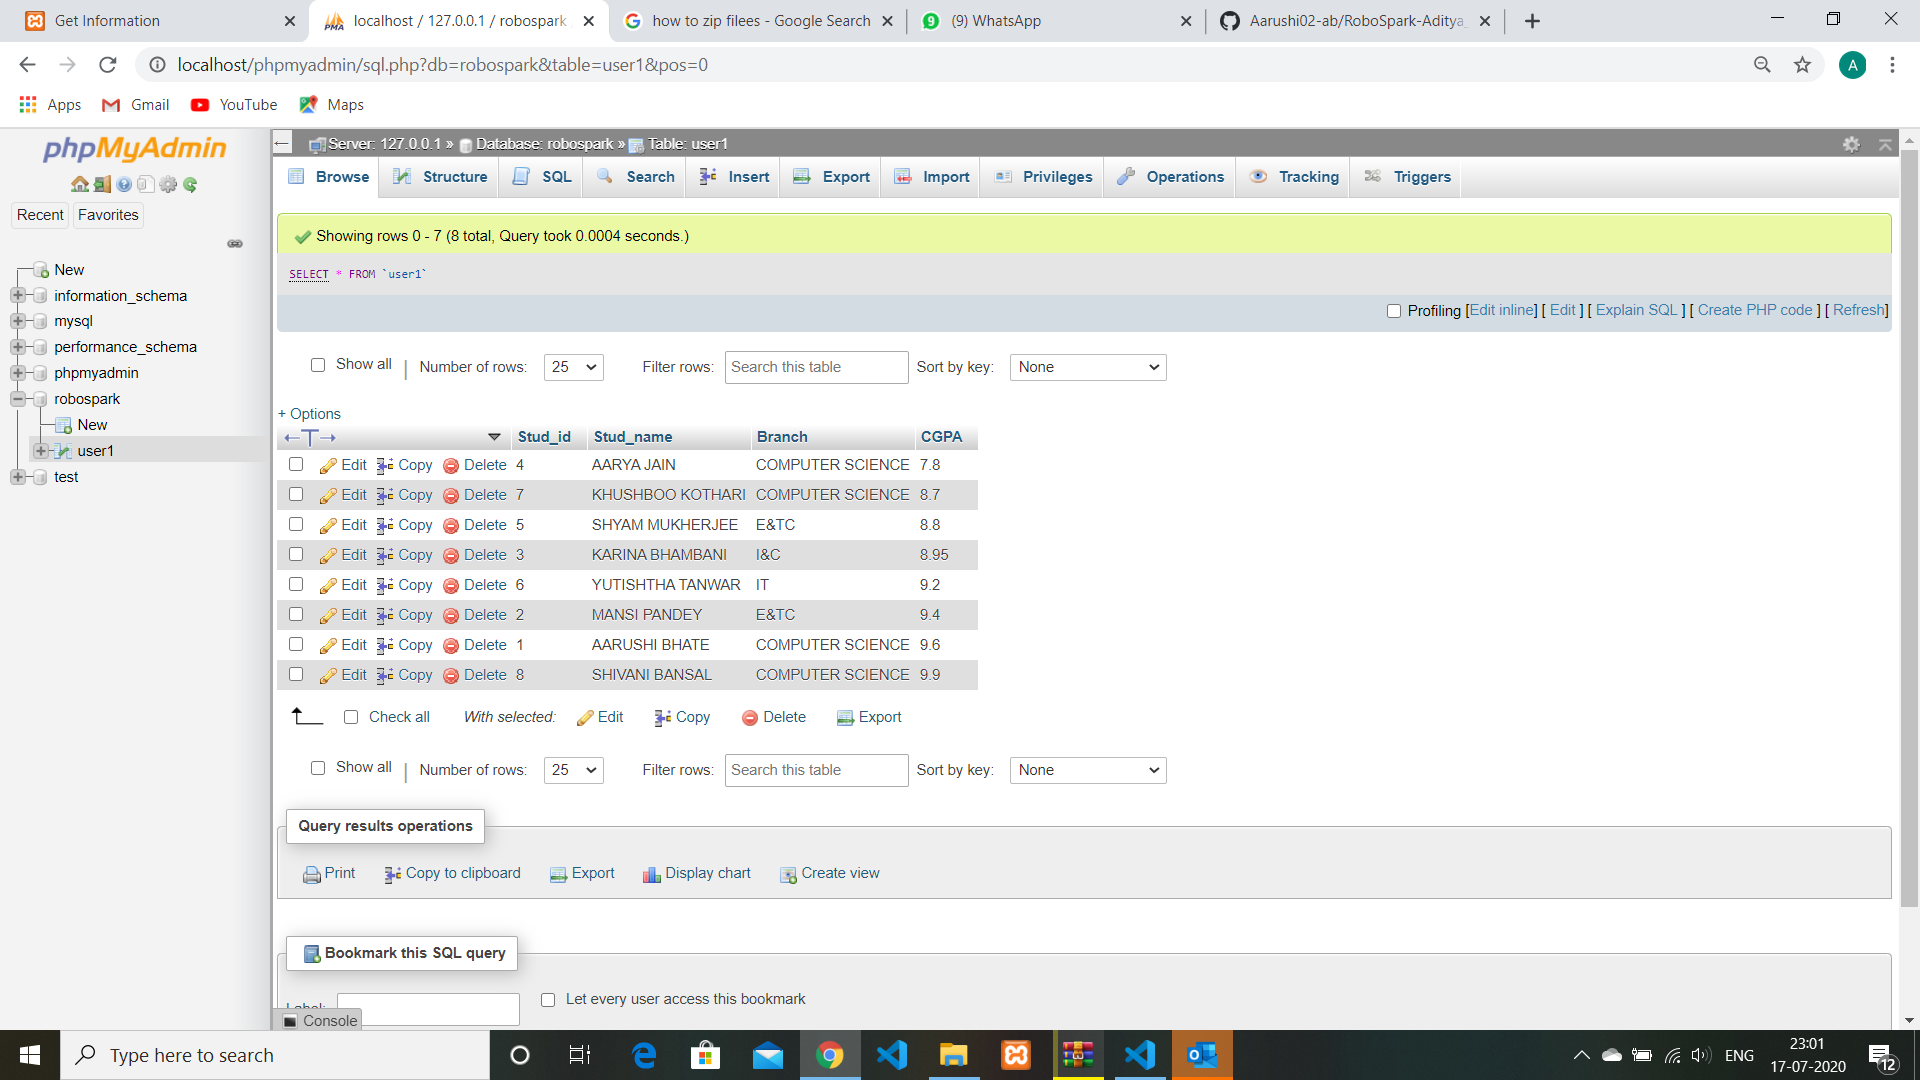 Get Information
localhost / 127.0.0.1 / robospark
how to zip filees - Google Search
(9) WhatsApp
Aarushi02-ab/RoboSpark-Aditya_
localhost/phpmyadmin/sql.php?db=robospark&table=user1&pos=0
A
Apps Gmail YouTube Maps
phpMyAdmin
Recent Favorites
New
information_schema
mysql
performance_schema
phpmyadmin
robospark
New
user1
test
Server: 127.0.0.1 » Database: robospark » Table: user1
Browse Structure SQL Search Insert Export Import Privileges Operations Tracking Triggers
Showing rows 0 - 7 (8 total, Query took 0.0004 seconds.)
SELECT * FROM `user1`
Profiling [Edit inline] [ Edit ] [ Explain SQL ] [ Create PHP code ] [ Refresh]
Show all | Number of rows: 25 Filter rows: Search this table Sort by key: None
+ Options
←T→ Stud_id Stud_name Branch CGPA
Edit Copy Delete 4 AARYA JAIN COMPUTER SCIENCE 7.8
Edit Copy Delete 7 KHUSHBOO KOTHARI COMPUTER SCIENCE 8.7
Edit Copy Delete 5 SHYAM MUKHERJEE E&TC 8.8
Edit Copy Delete 3 KARINA BHAMBANI I&C 8.95
Edit Copy Delete 6 YUTISHTHA TANWAR IT 9.2
Edit Copy Delete 2 MANSI PANDEY E&TC 9.4
Edit Copy Delete 1 AARUSHI BHATE COMPUTER SCIENCE 9.6
Edit Copy Delete 8 SHIVANI BANSAL COMPUTER SCIENCE 9.9
Check all With selected: Edit Copy Delete Export
Show all | Number of rows: 25 Filter rows: Search this table Sort by key: None
Query results operations
Print Copy to clipboard Export Display chart Create view
Bookmark this SQL query
Label: Let every user access this bookmark
Console
Type here to search
ENG
23:01
17-07-2020
12